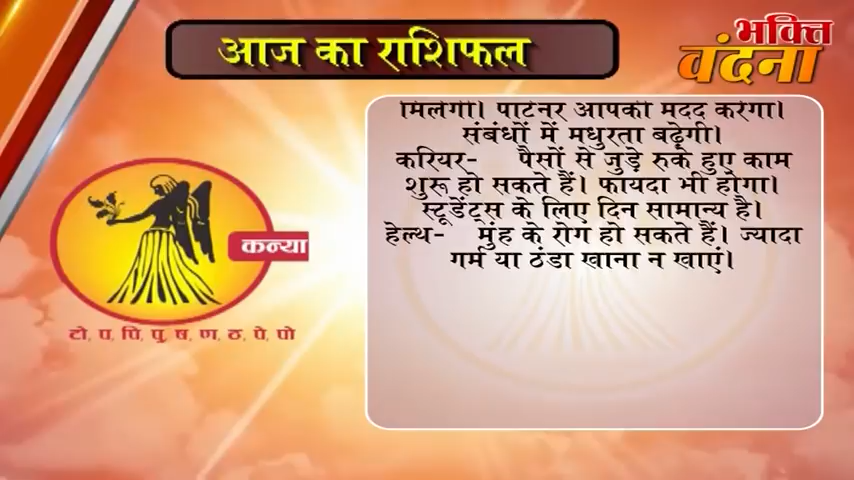 आज का राशिफल
भक्ति
वंदना
मिलेगी। पार्टनर आपकी मदद करेगा।
संबंधों में मधुरता बढ़ेगी।
करियर- पैसों से जुड़े रुके हुए काम
शुरू हो सकते हैं। फायदा भी होगा।
स्टूडेंट्स के लिए दिन सामान्य है।
हेल्थ- मुंह के रोग हो सकते हैं। ज्यादा
गर्म या ठंडा खाना न खाएं।
कन्या
टो, प, पि, पु, ष, ण, ठ, पे, पो